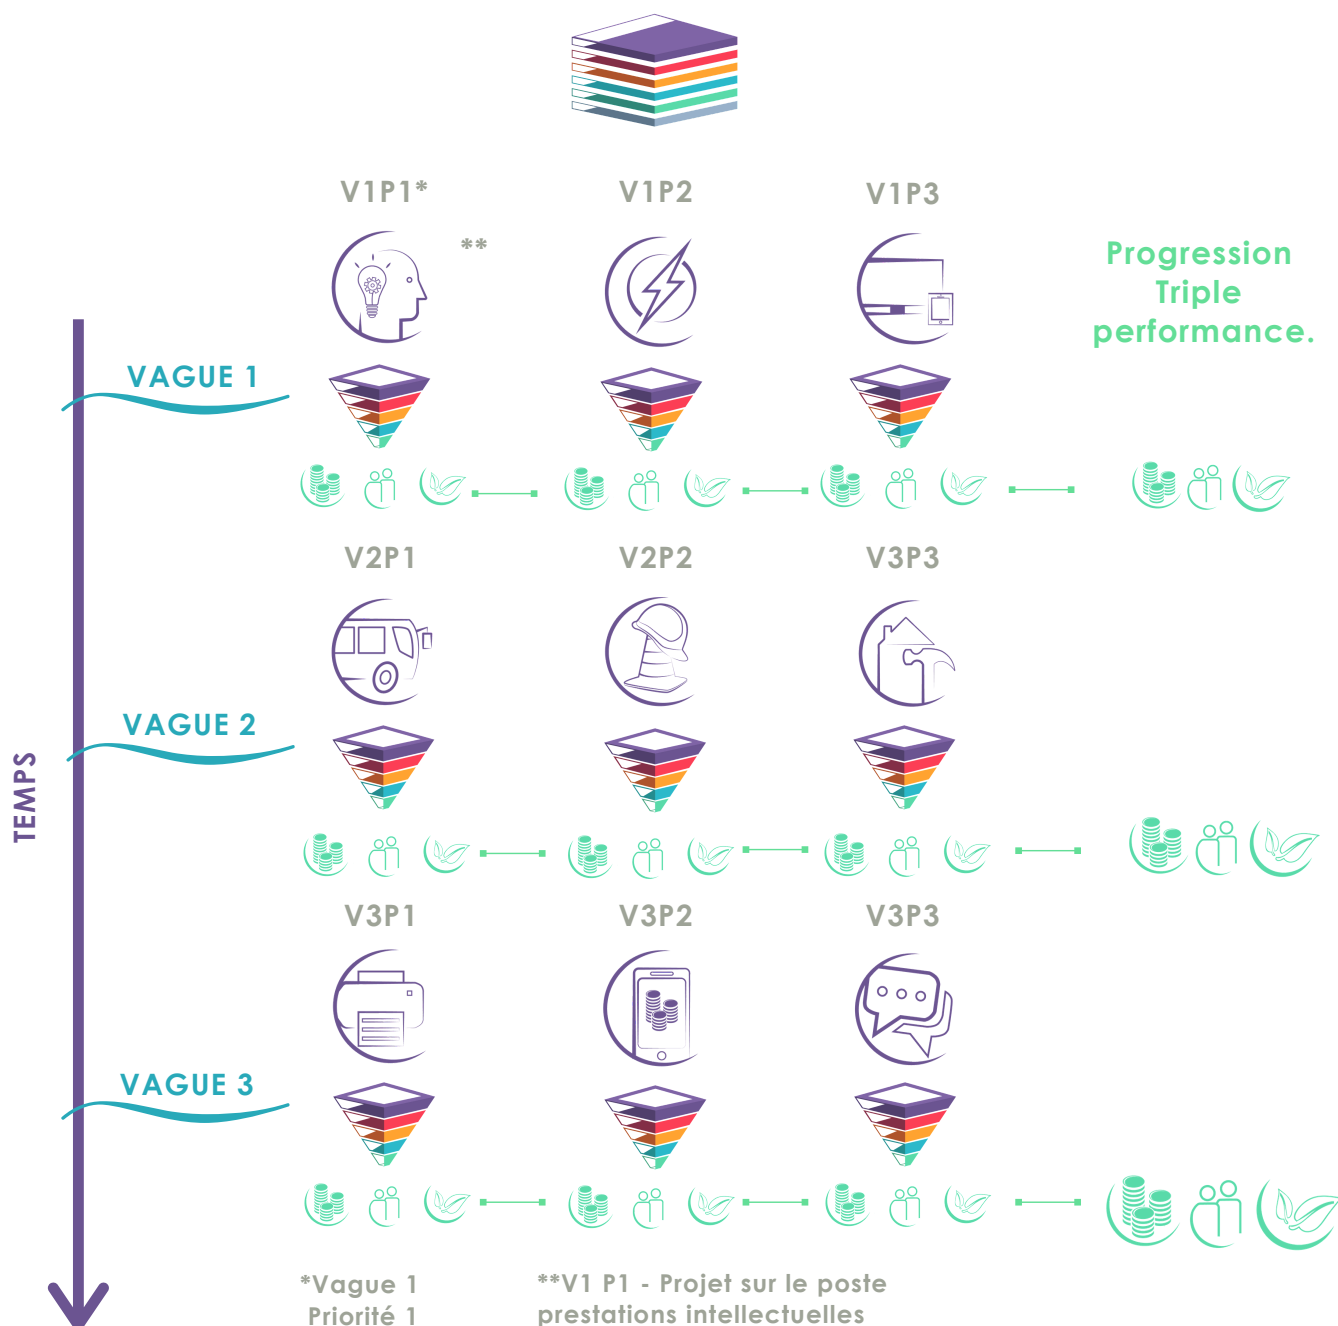 V1P1*
V1P2
V1P3
**
Progression
Triple
performance.
VAGUE 1
V2P1
V2P2
V3P3
VAGUE 2
TEMPS
V3P1
V3P2
V3P3
VAGUE 3
*Vague 1
Priorité 1
**V1 P1 - Projet sur le poste
prestations intellectuelles